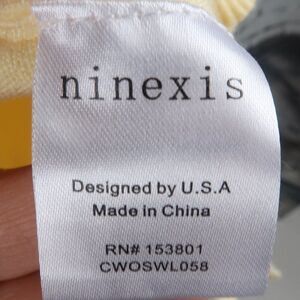 ninexis
Designed by U.S.A
Made in China
RN# 153801
CWOSWL058